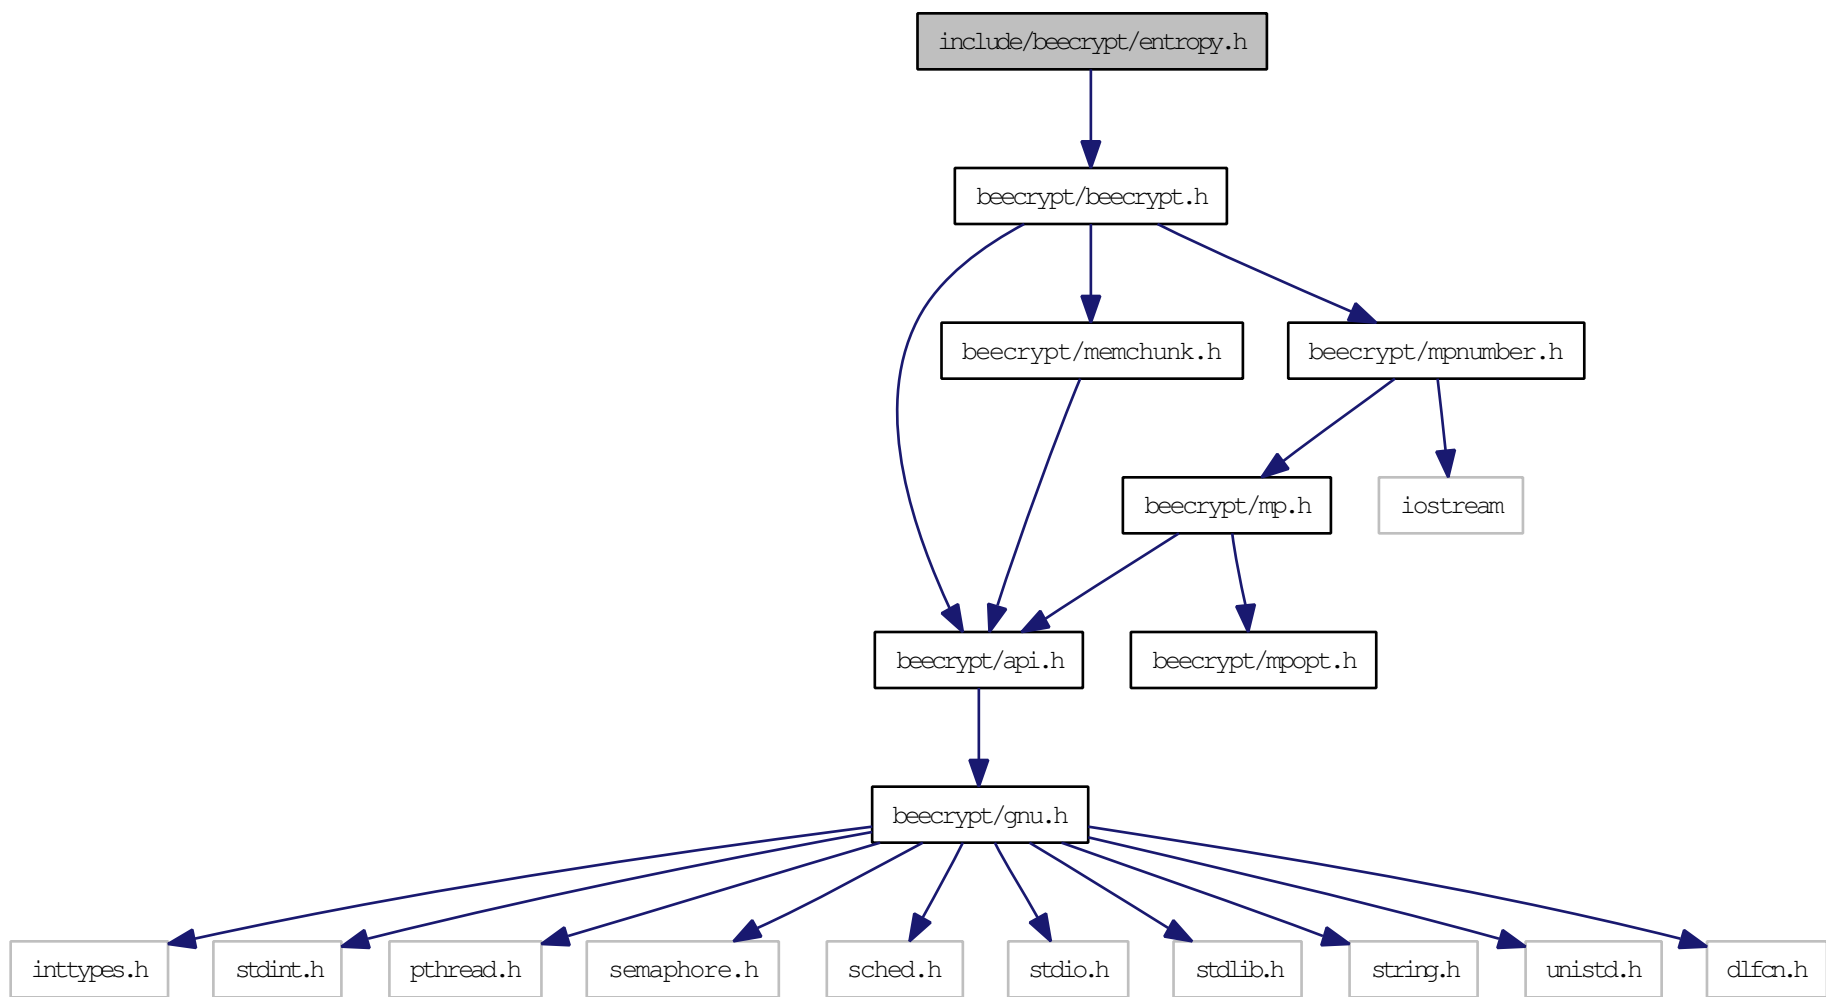 include/beecrypt/entropy.h
beecrypt/beecrypt.h
beecrypt/memchunk.h
beecrypt/mpnumber.h
beecrypt/mp.h
iostream
beecrypt/api.h
beecrypt/mpopt.h
beecrypt/gnu.h
inttypes.h
stdint.h
pthread.h
semaphore.h
sched.h
stdio.h
stdlib.h
string.h
unistd.h
dlfcn.h